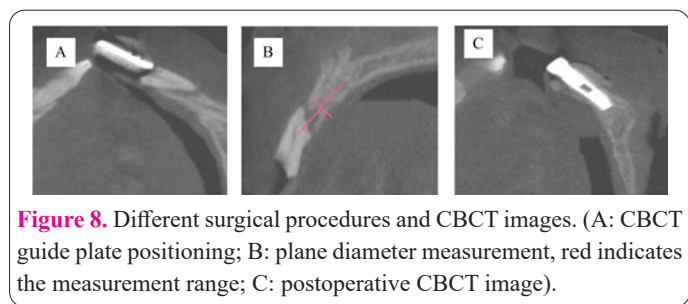 A
B
C
Figure 8. Different surgical procedures and CBCT images. (A: CBCT
guide plate positioning; B: plane diameter measurement, red indicates
the measurement range; C: postoperative CBCT image).